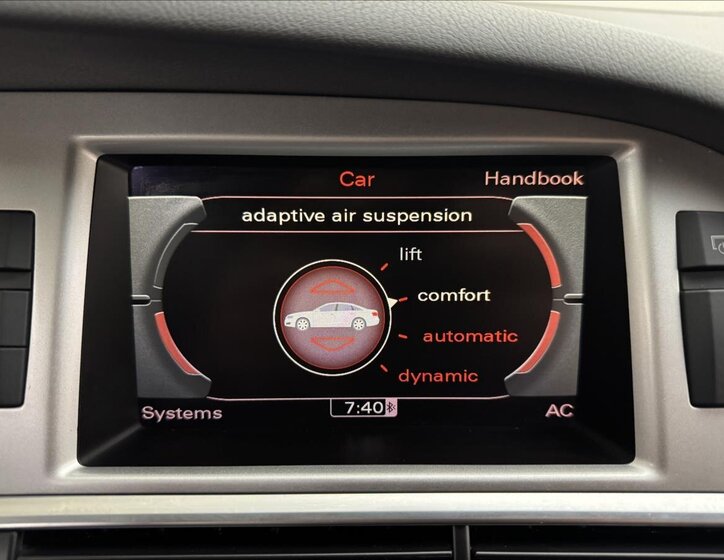 Car
Handbook
adaptive air suspension
lift
comfort
automatic
dynamic
Systems
7:40
AC